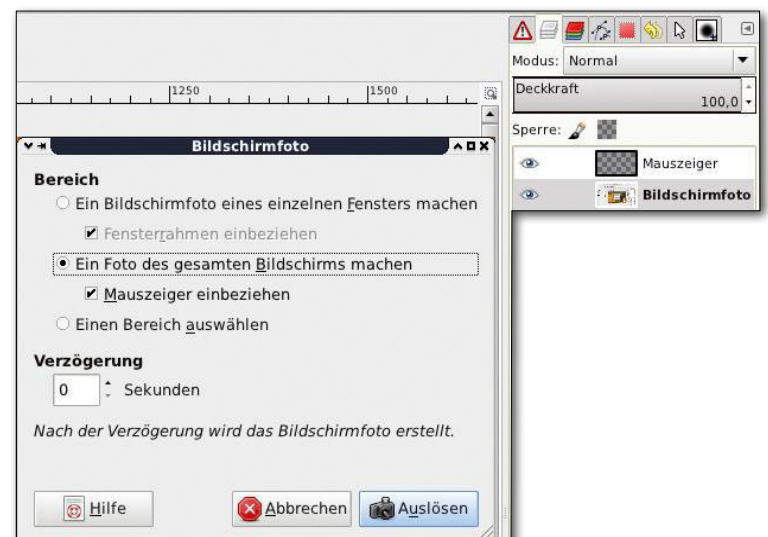 1250
1500
Bildschirmfoto
Bereich
Ein Bildschirmfoto eines einzelnen Fensters machen
Fensterrahmen einbeziehen
Ein Foto des gesamten Bildschirms machen
Mauszeiger einbeziehen
Einen Bereich auswählen
Verzögerung
0 Sekunden
Nach der Verzögerung wird das Bildschirmfoto erstellt.
Hilfe Abbrechen Auslösen
Modus: Normal
Deckkraft
100,0
Sperre:
Mauszeiger
Bildschirmfoto